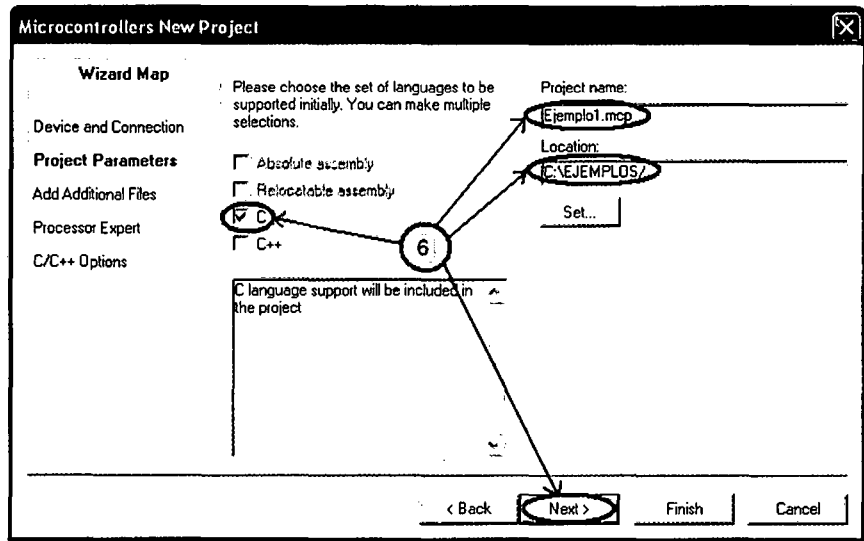 Microcontrollers New Project
Wizard Map
Device and Connection
Project Parameters
Add Additional Files
Processor Expert
C/C++ Options
Please choose the set of languages to be
supported initially. You can make multiple
selections.
Absolute assembly
Relocatable assembly
C
C++
C language support will be included in
the project
Project name:
Ejemplo1.mcp
Location:
C:\EJEMPLOS/
Set...
6
< Back
Next >
Finish
Cancel